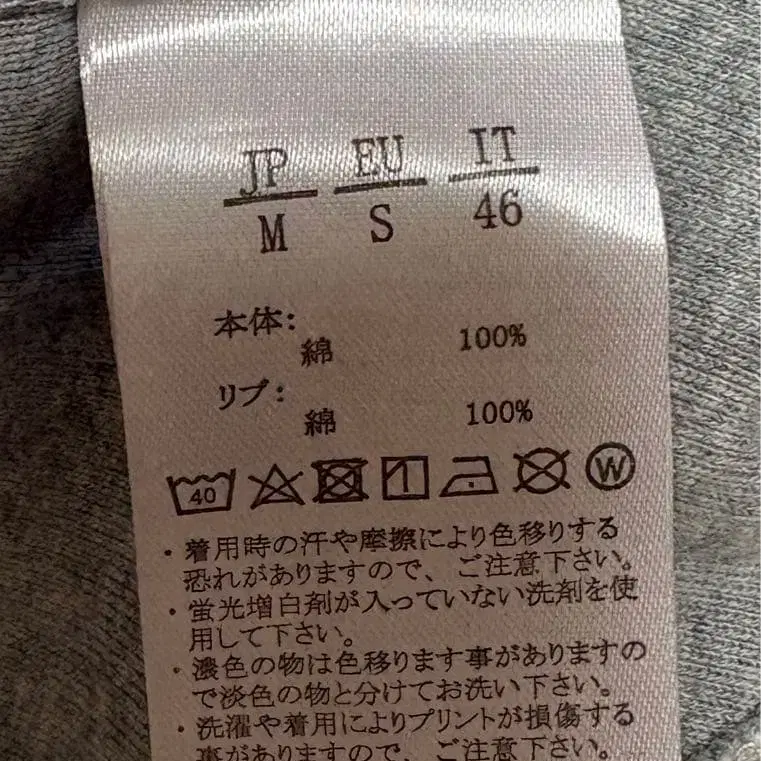 JP EU IT
M S 46
本体:
綿 100%
リブ:
綿 100%
40 W
・着用時の汗や摩擦により色移りする
恐れがありますので、ご注意下さい。
・蛍光増白剤が入っていない洗剤を使
用して下さい。
・濃色の物は色移ります事がありますの
で淡色の物と分けてお洗い下さい。
・洗濯や着用によりプリントが損傷する
事がありますので、ご注意下さい。